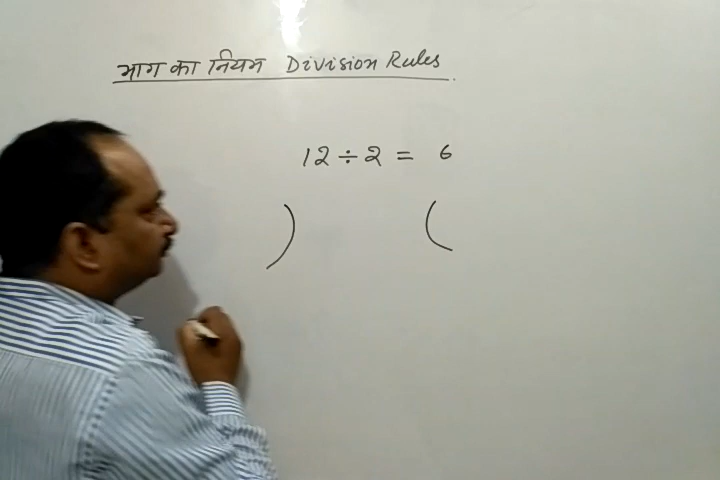 भाग का नियम Division Rules
12 ÷ 2 = 6
) (